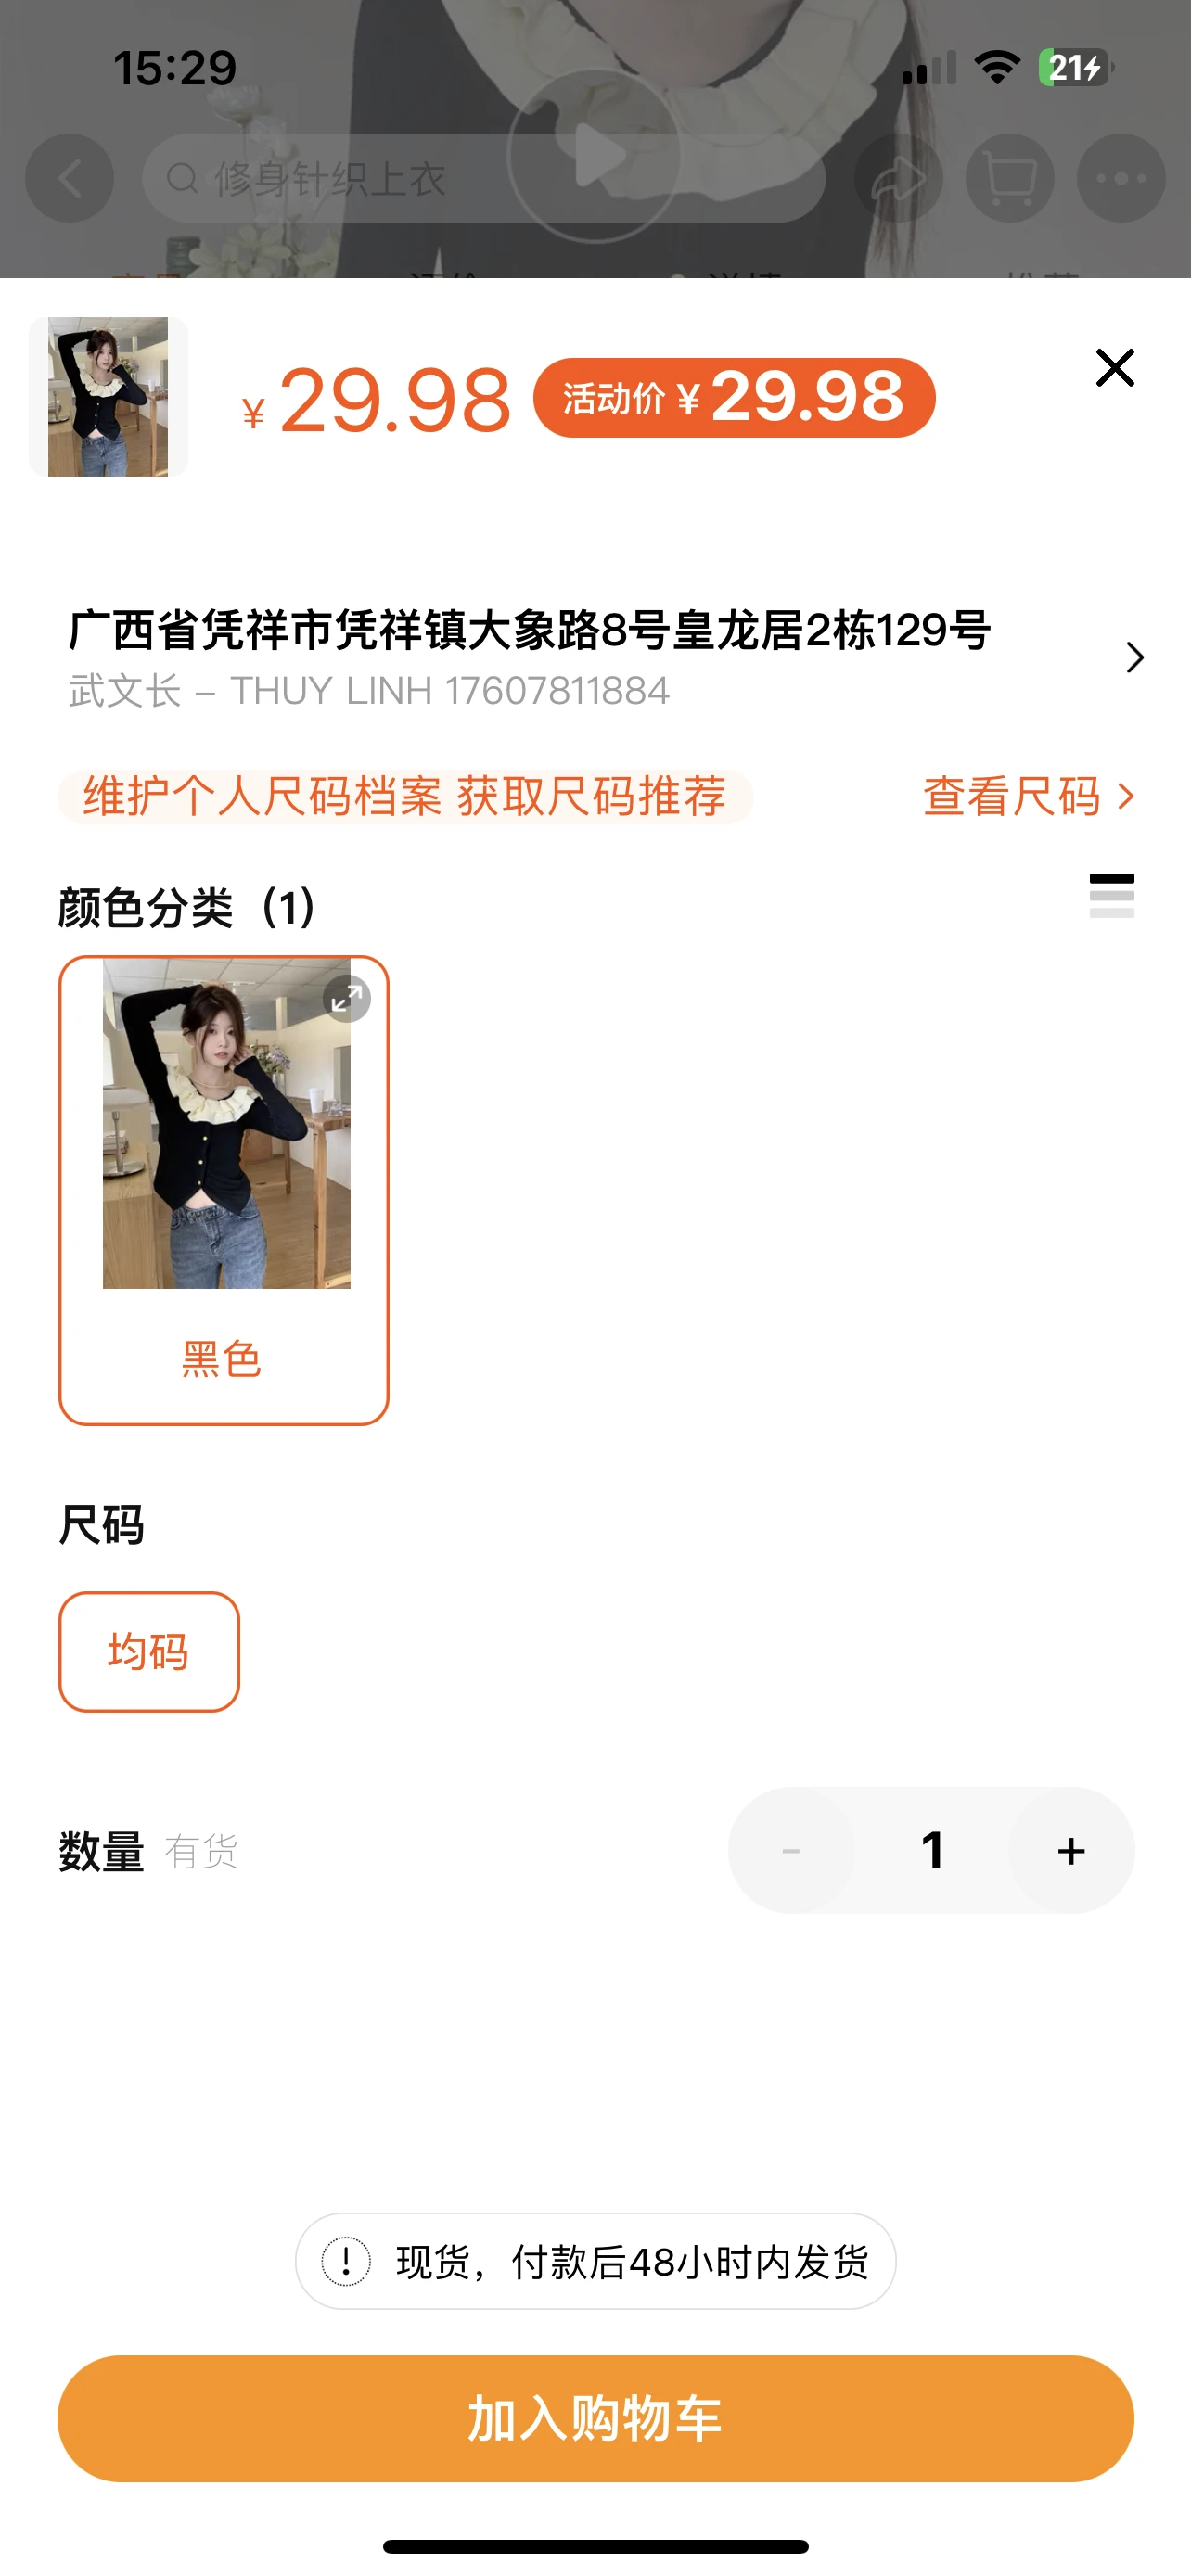 15:29
21
修身针织上衣
¥29.98 活动价¥29.98
广西省凭祥市凭祥镇大象路8号皇龙居2栋129号
武文长 – THUY LINH 17607811884
维护个人尺码档案 获取尺码推荐 查看尺码
颜色分类（1）
黑色
尺码
均码
数量 有货 - 1 +
现货，付款后48小时内发货
加入购物车